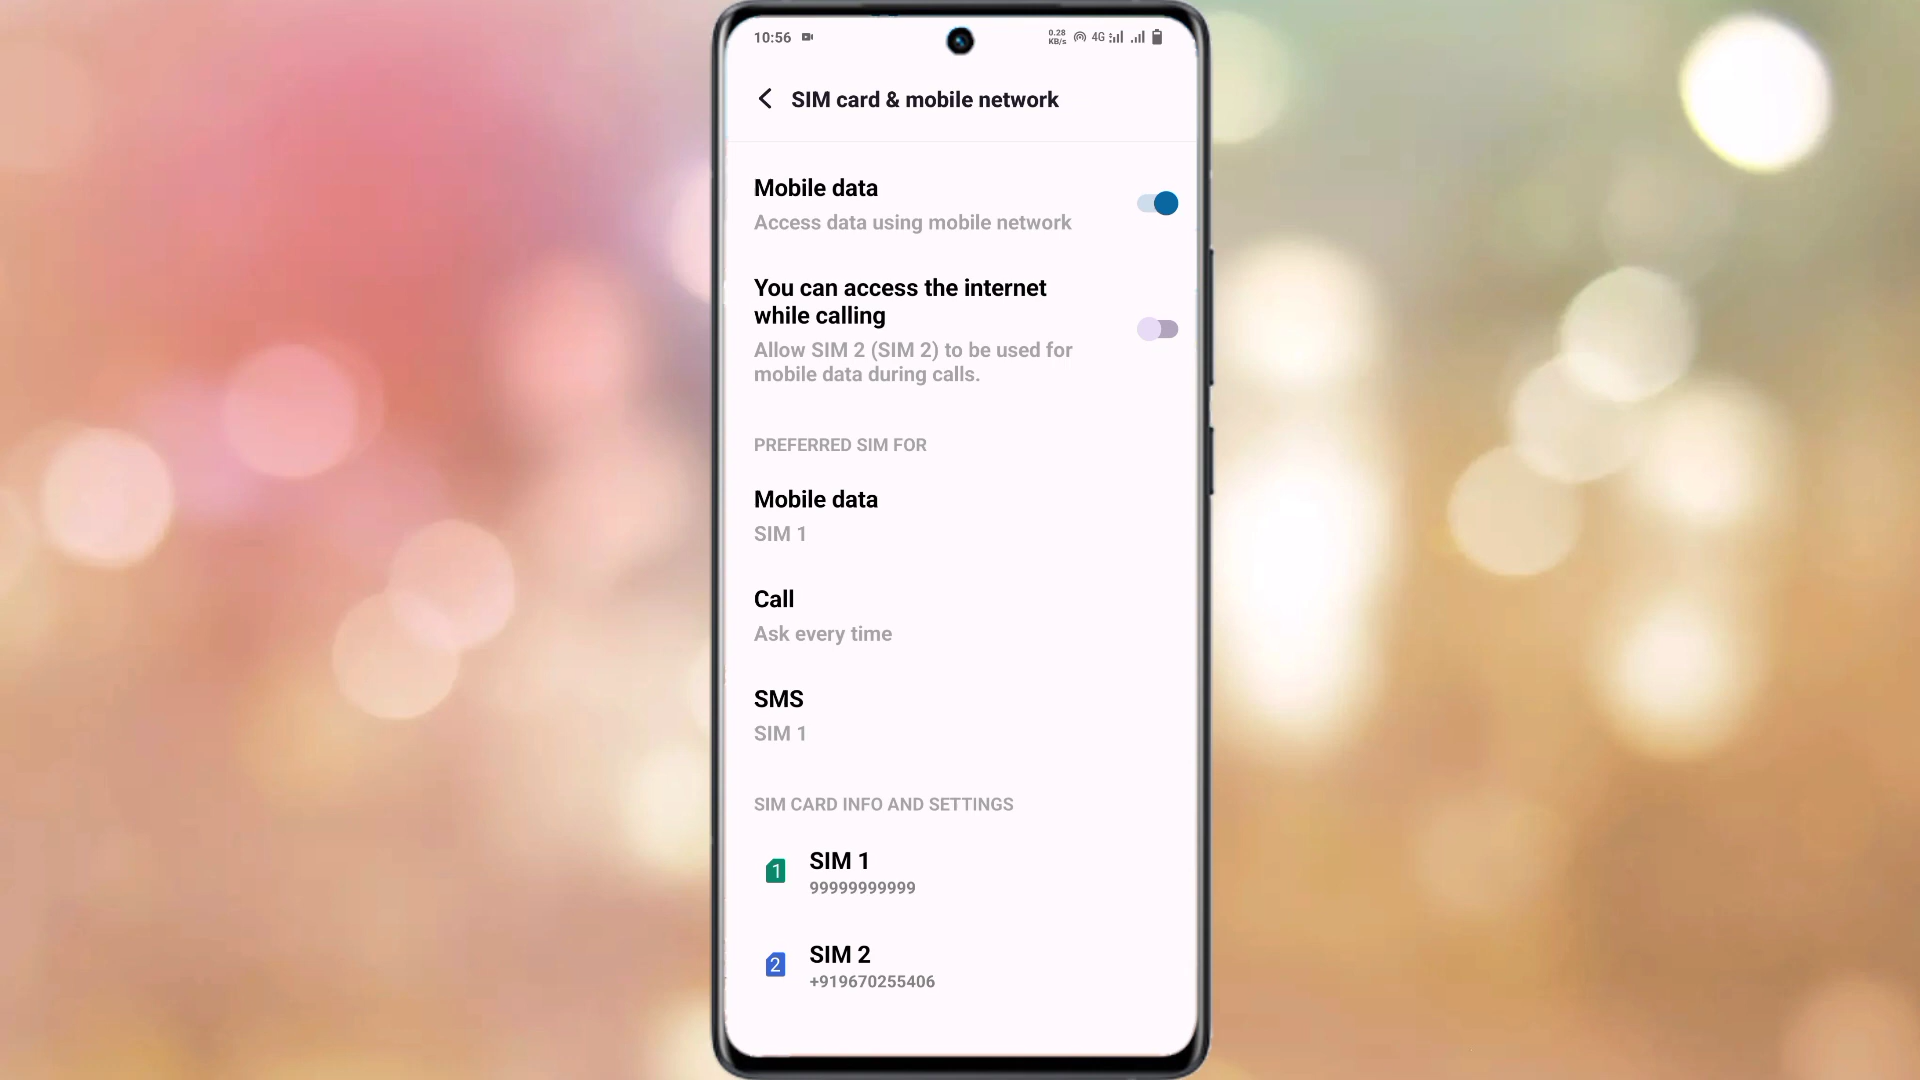 10:56
0.28
KB/s
4G
SIM card & mobile network
Mobile data
Access data using mobile network
You can access the internet
while calling
Allow SIM 2 (SIM 2) to be used for
mobile data during calls.
PREFERRED SIM FOR
Mobile data
SIM 1
Call
Ask every time
SMS
SIM 1
SIM CARD INFO AND SETTINGS
1
SIM 1
99999999999
2
SIM 2
+919670255406